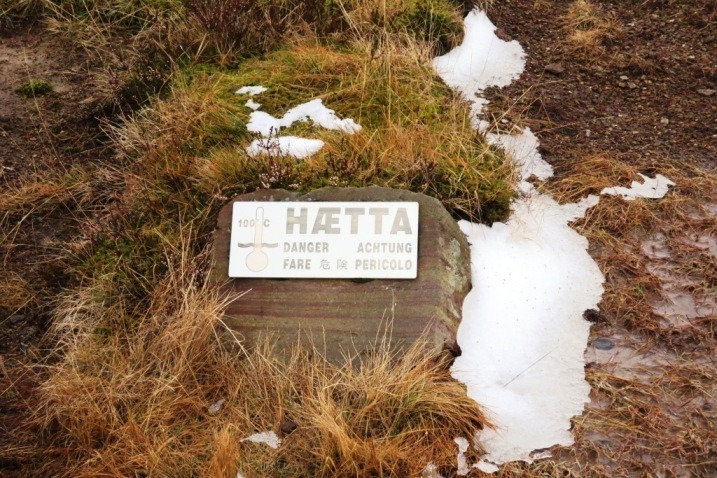 100°C HÆTTA
DANGER ACHTUNG
FARE 危険 PERICOLO